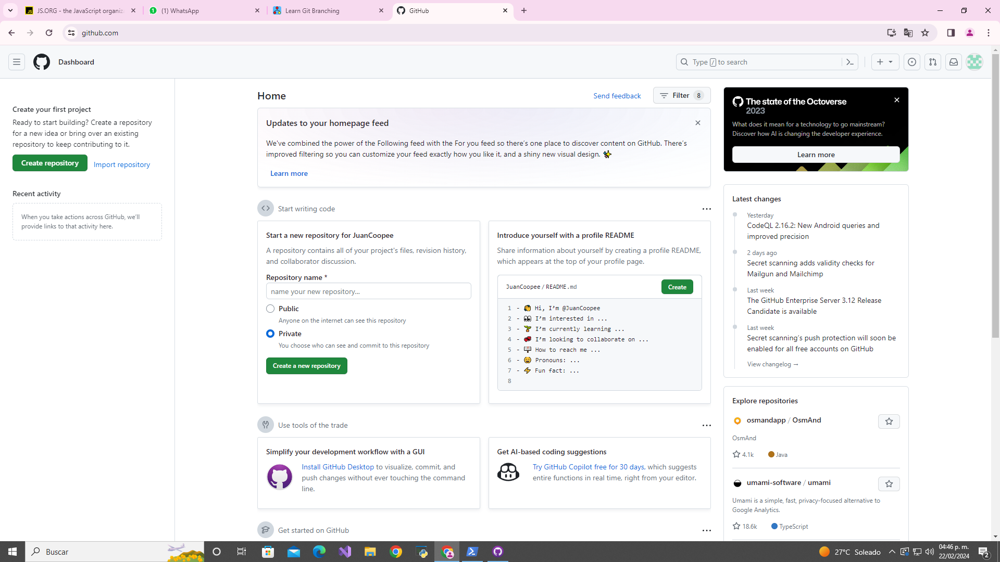 JS.ORG - the JavaScript organiz
(1) WhatsApp
Learn Git Branching
GitHub
github.com
Dashboard
Type / to search
Create your first project
Ready to start building? Create a repository
for a new idea or bring over an existing
repository to keep contributing to it.
Create repository
Import repository
Recent activity
When you take actions across GitHub, we'll
provide links to that activity here.
Home
Send feedback
Filter 8
Updates to your homepage feed
We've combined the power of the Following feed with the For you feed so there's one place to discover content on GitHub. There's
improved filtering so you can customize your feed exactly how you like it, and a shiny new visual design. ✨
Learn more
Start writing code
Start a new repository for JuanCoopee
A repository contains all of your project's files, revision history,
and collaborator discussion.
Repository name *
name your new repository...
Public
Anyone on the internet can see this repository
Private
You choose who can see and commit to this repository
Create a new repository
Introduce yourself with a profile README
Share information about yourself by creating a profile README,
which appears at the top of your profile page.
JuanCoopee / README.md
Create
1 - 👋 Hi, I'm @JuanCoopee
2 - 👀 I'm interested in ...
3 - 🌱 I'm currently learning ...
4 - 💞️ I'm looking to collaborate on ...
5 - 📫 How to reach me ...
6 - 😄 Pronouns: ...
7 - ⚡ Fun fact: ...
8
Use tools of the trade
Simplify your development workflow with a GUI
Install GitHub Desktop to visualize, commit, and
push changes without ever touching the command
line.
Get AI-based coding suggestions
Try GitHub Copilot free for 30 days, which suggests
entire functions in real time, right from your editor.
Get started on GitHub
The state of the Octoverse
2023
What does it mean for a technology to go mainstream?
Discover how AI is changing the developer experience.
Learn more
Latest changes
Yesterday
CodeQL 2.16.2: New Android queries and
improved precision
2 days ago
Secret scanning adds validity checks for
Mailgun and Mailchimp
Last week
The GitHub Enterprise Server 3.12 Release
Candidate is available
Last week
Secret scanning's push protection will soon be
enabled for all free accounts on GitHub
View changelog →
Explore repositories
osmandapp / OsmAnd
OsmAnd
4.1k Java
umami-software / umami
Umami is a simple, fast, privacy-focused alternative to
Google Analytics.
18.6k TypeScript
Buscar
27°C Soleado
04:46 p. m.
22/02/2024
2